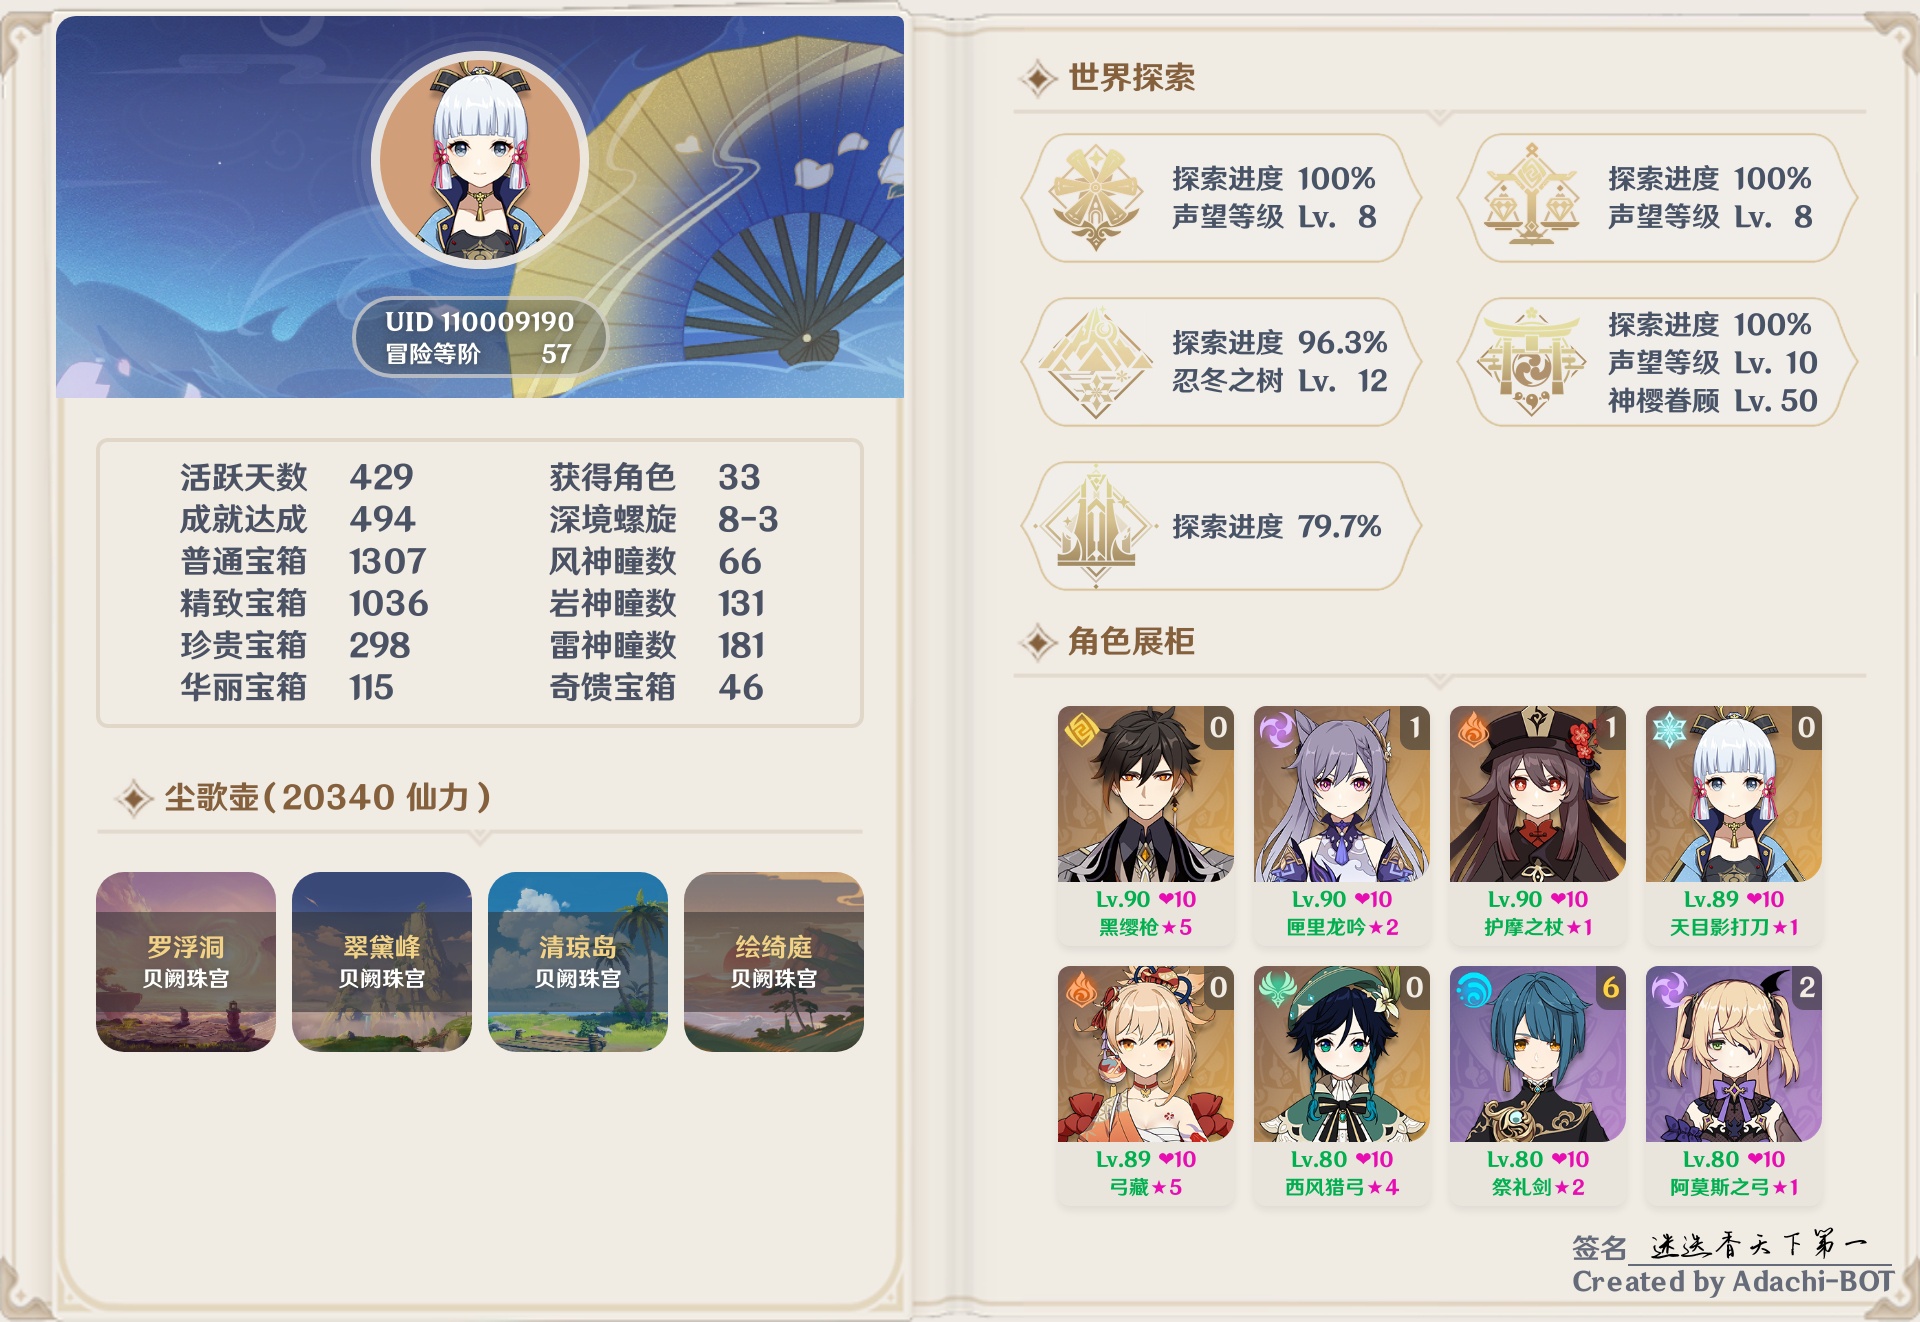 UID 110009190
冒险等阶 57
活跃天数 429 获得角色 33
成就达成 494 深境螺旋 8-3
普通宝箱 1307 风神瞳数 66
精致宝箱 1036 岩神瞳数 131
珍贵宝箱 298 雷神瞳数 181
华丽宝箱 115 奇馈宝箱 46
尘歌壶(20340 仙力)
罗浮洞
贝阙珠宫
翠黛峰
贝阙珠宫
清琼岛
贝阙珠宫
绘绮庭
贝阙珠宫
世界探索
探索进度 100%
声望等级 Lv. 8
探索进度 100%
声望等级 Lv. 8
探索进度 96.3%
忍冬之树 Lv. 12
探索进度 100%
声望等级 Lv. 10
神樱眷顾 Lv. 50
探索进度 79.7%
角色展柜
0
Lv.90 ❤10
黑缨枪★5
1
Lv.90 ❤10
匣里龙吟★2
1
Lv.90 ❤10
护摩之杖★1
0
Lv.89 ❤10
天目影打刀★1
0
Lv.89 ❤10
弓藏★5
0
Lv.80 ❤10
西风猎弓★4
6
Lv.80 ❤10
祭礼剑★2
2
Lv.80 ❤10
阿莫斯之弓★1
签名 迷迭香天下第一
Created by Adachi-BOT